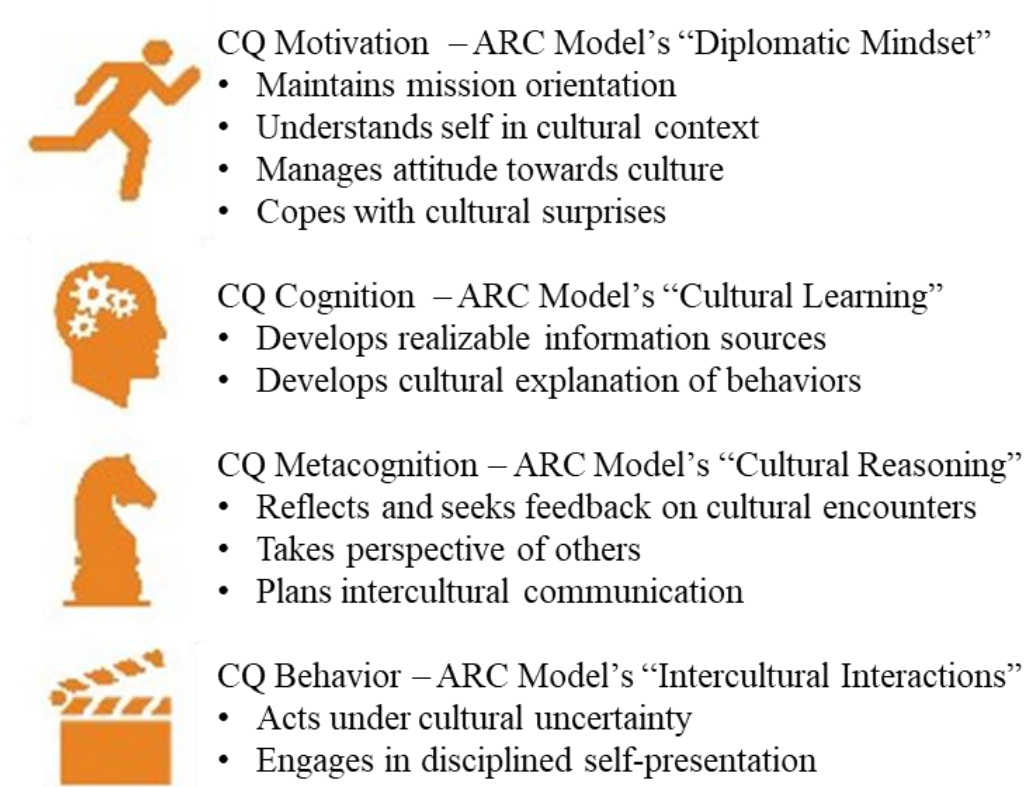 CQ Motivation – ARC Model’s “Diplomatic Mindset”
• Maintains mission orientation
• Understands self in cultural context
• Manages attitude towards culture
• Copes with cultural surprises
CQ Cognition – ARC Model’s “Cultural Learning”
• Develops realizable information sources
• Develops cultural explanation of behaviors
CQ Metacognition – ARC Model’s “Cultural Reasoning”
• Reflects and seeks feedback on cultural encounters
• Takes perspective of others
• Plans intercultural communication
CQ Behavior – ARC Model’s “Intercultural Interactions”
• Acts under cultural uncertainty
• Engages in disciplined self-presentation